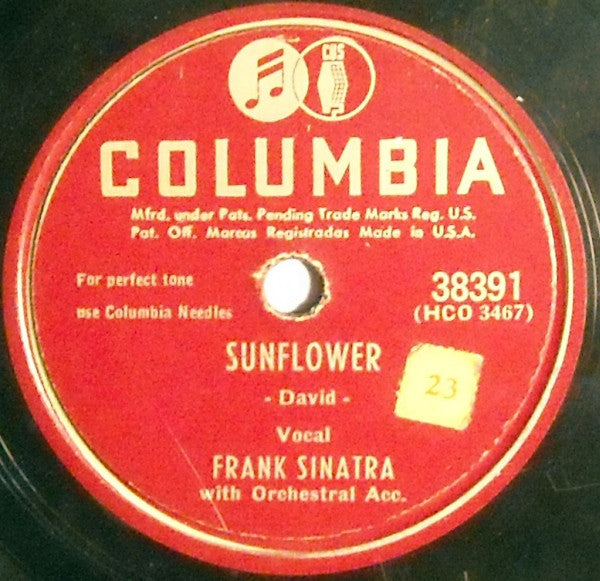 CBS
COLUMBIA
Mfrd. under Pats. Pending Trade Marks Reg. U.S.
Pat. Off. Marcas Registradas Made in U.S.A.
For perfect tone
use Columbia Needles
38391
(HCO 3467)
SUNFLOWER
- David -
23
Vocal
FRANK SINATRA
with Orchestral Acc.